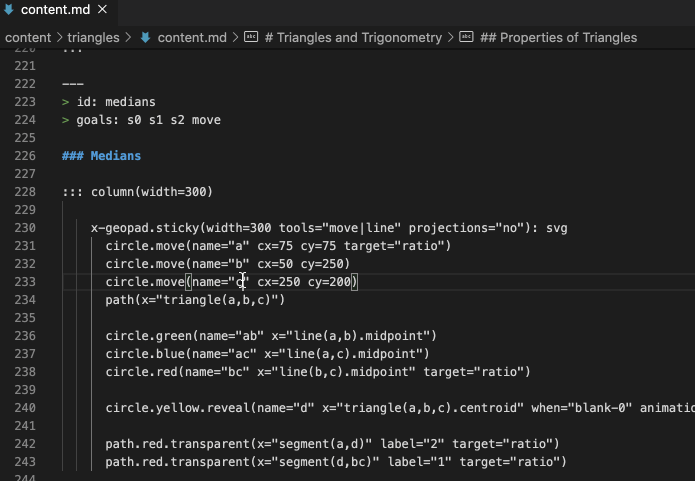 content.md ×
content > triangles > content.md > abc # Triangles and Trigonometry > abc ## Properties of Triangles
220 :::
221
222 ---
223 > id: medians
224 > goals: s0 s1 s2 move
225
226 ### Medians
227
228 ::: column(width=300)
229
230 x-geopad.sticky(width=300 tools="move|line" projections="no"): svg
231 circle.move(name="a" cx=75 cy=75 target="ratio")
232 circle.move(name="b" cx=50 cy=250)
233 circle.move(name="c" cx=250 cy=200)
234 path(x="triangle(a,b,c)")
235
236 circle.green(name="ab" x="line(a,b).midpoint")
237 circle.blue(name="ac" x="line(a,c).midpoint")
238 circle.red(name="bc" x="line(b,c).midpoint" target="ratio")
239
240 circle.yellow.reveal(name="d" x="triangle(a,b,c).centroid" when="blank-0" animatio
241
242 path.red.transparent(x="segment(a,d)" label="2" target="ratio")
243 path.red.transparent(x="segment(d,bc)" label="1" target="ratio")
244